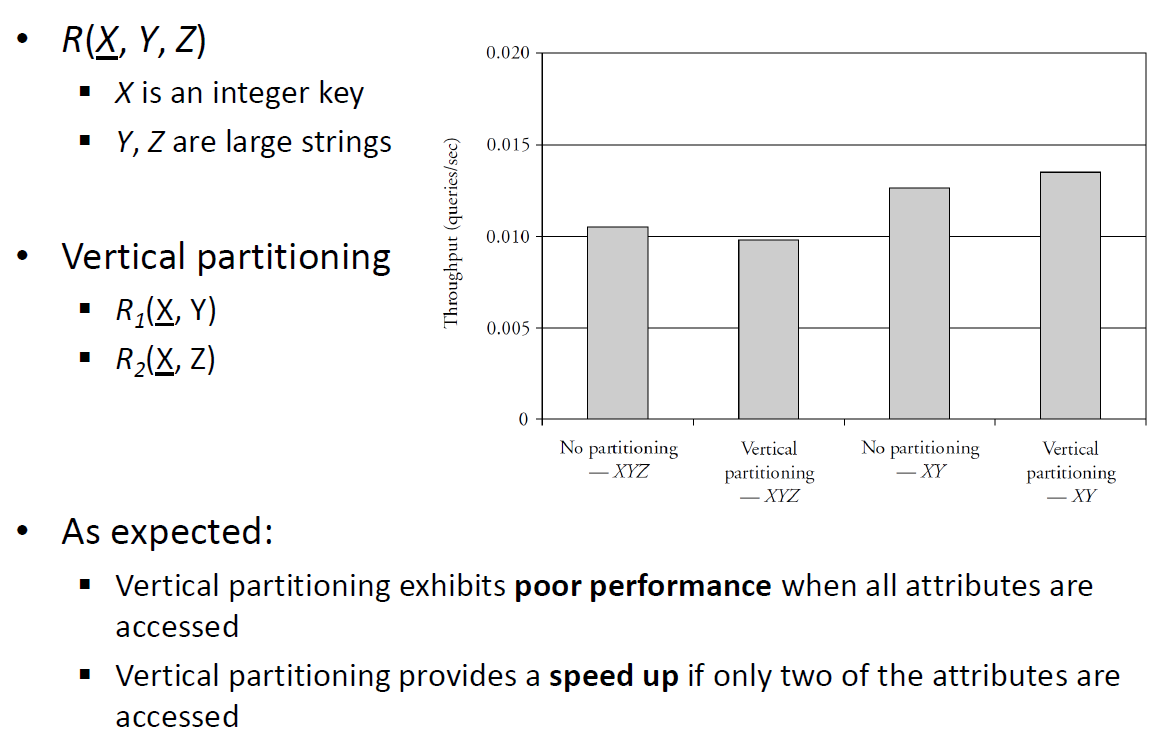 • R(X, Y, Z)
▪ X is an integer key
▪ Y, Z are large strings
• Vertical partitioning
▪ R1(X, Y)
▪ R2(X, Z)
Throughput (queries/sec)
0.020
0.015
0.010
0.005
0
No partitioning
— XYZ
Vertical
partitioning
— XYZ
No partitioning
— XY
Vertical
partitioning
— XY
• As expected:
▪ Vertical partitioning exhibits poor performance when all attributes are
accessed
▪ Vertical partitioning provides a speed up if only two of the attributes are
accessed